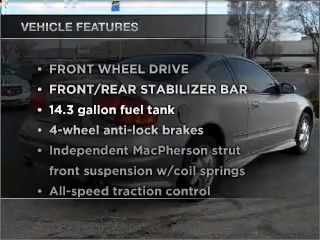 VEHICLE FEATURES
• FRONT WHEEL DRIVE
• FRONT/REAR STABILIZER BAR
• 14.3 gallon fuel tank
• 4-wheel anti-lock brakes
• Independent MacPherson strut
front suspension w/coil springs
• All-speed traction control